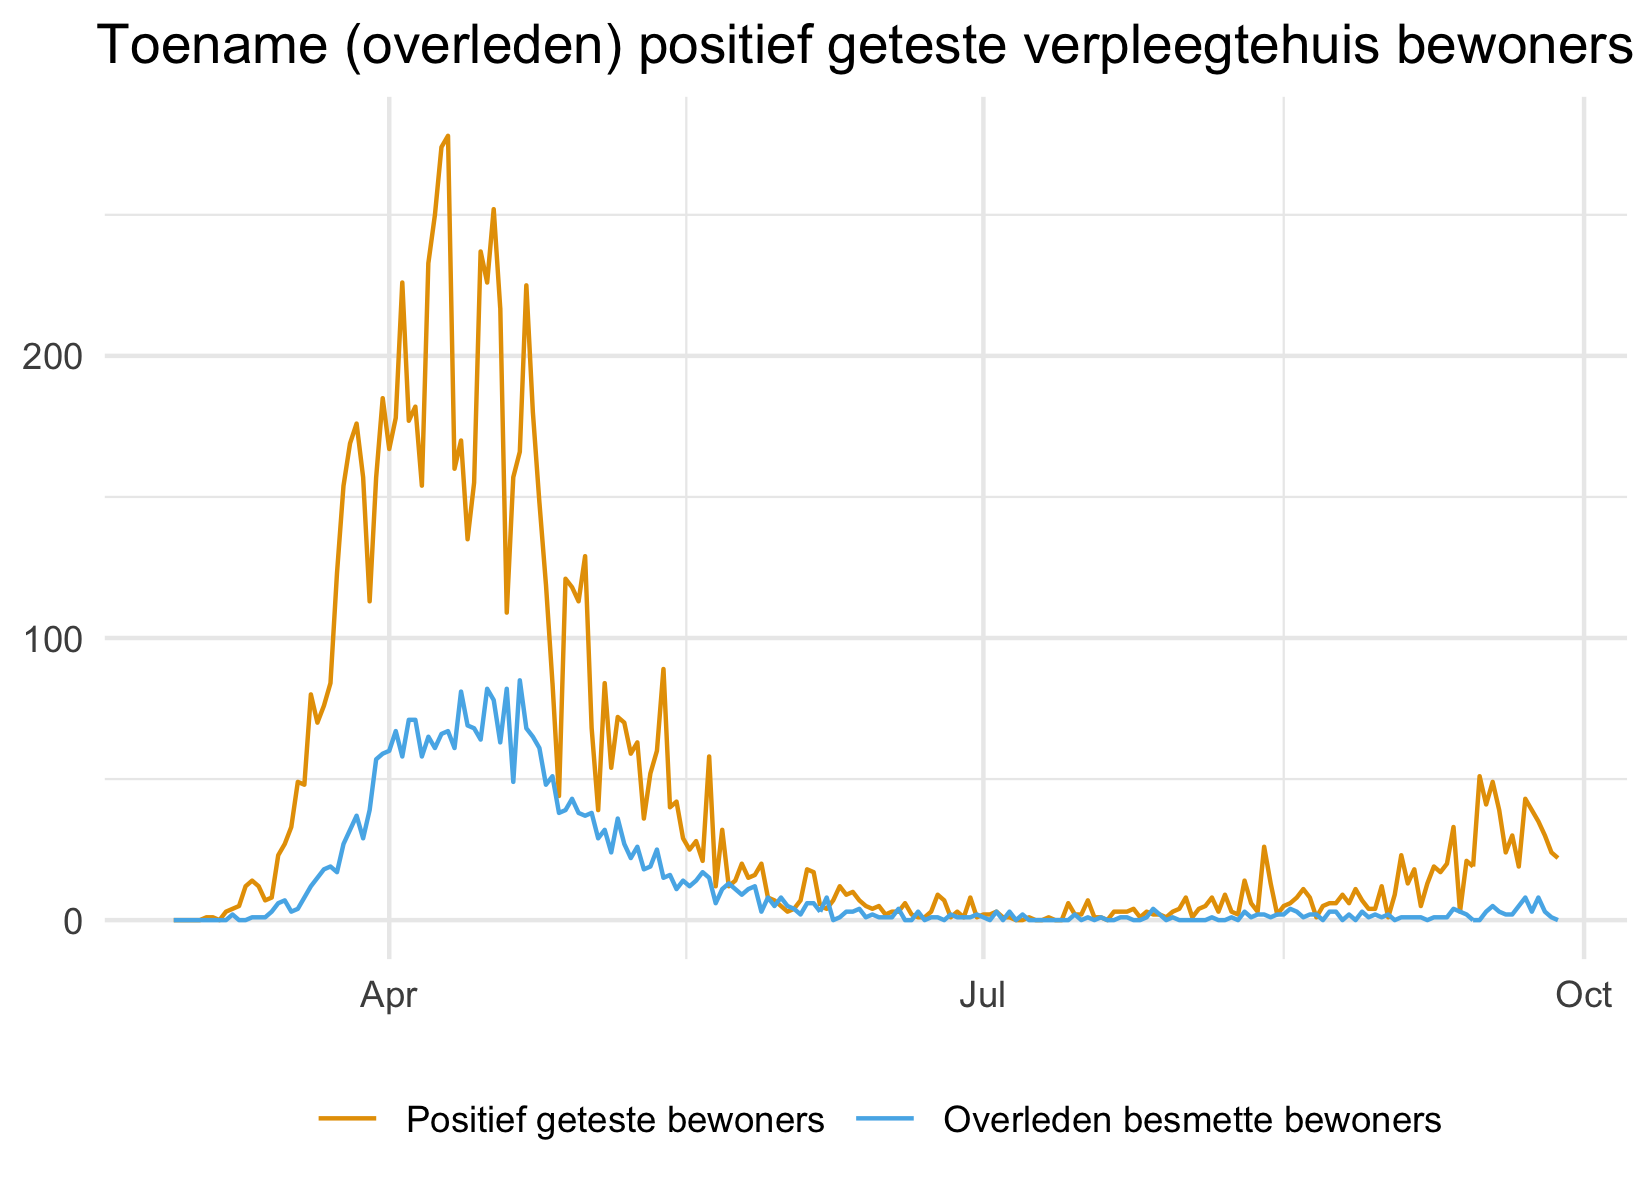 Toename (overleden) positief geteste verpleegtehuis bewoners
200
100
0
Apr
Jul
Oct
Positief geteste bewoners
Overleden besmette bewoners